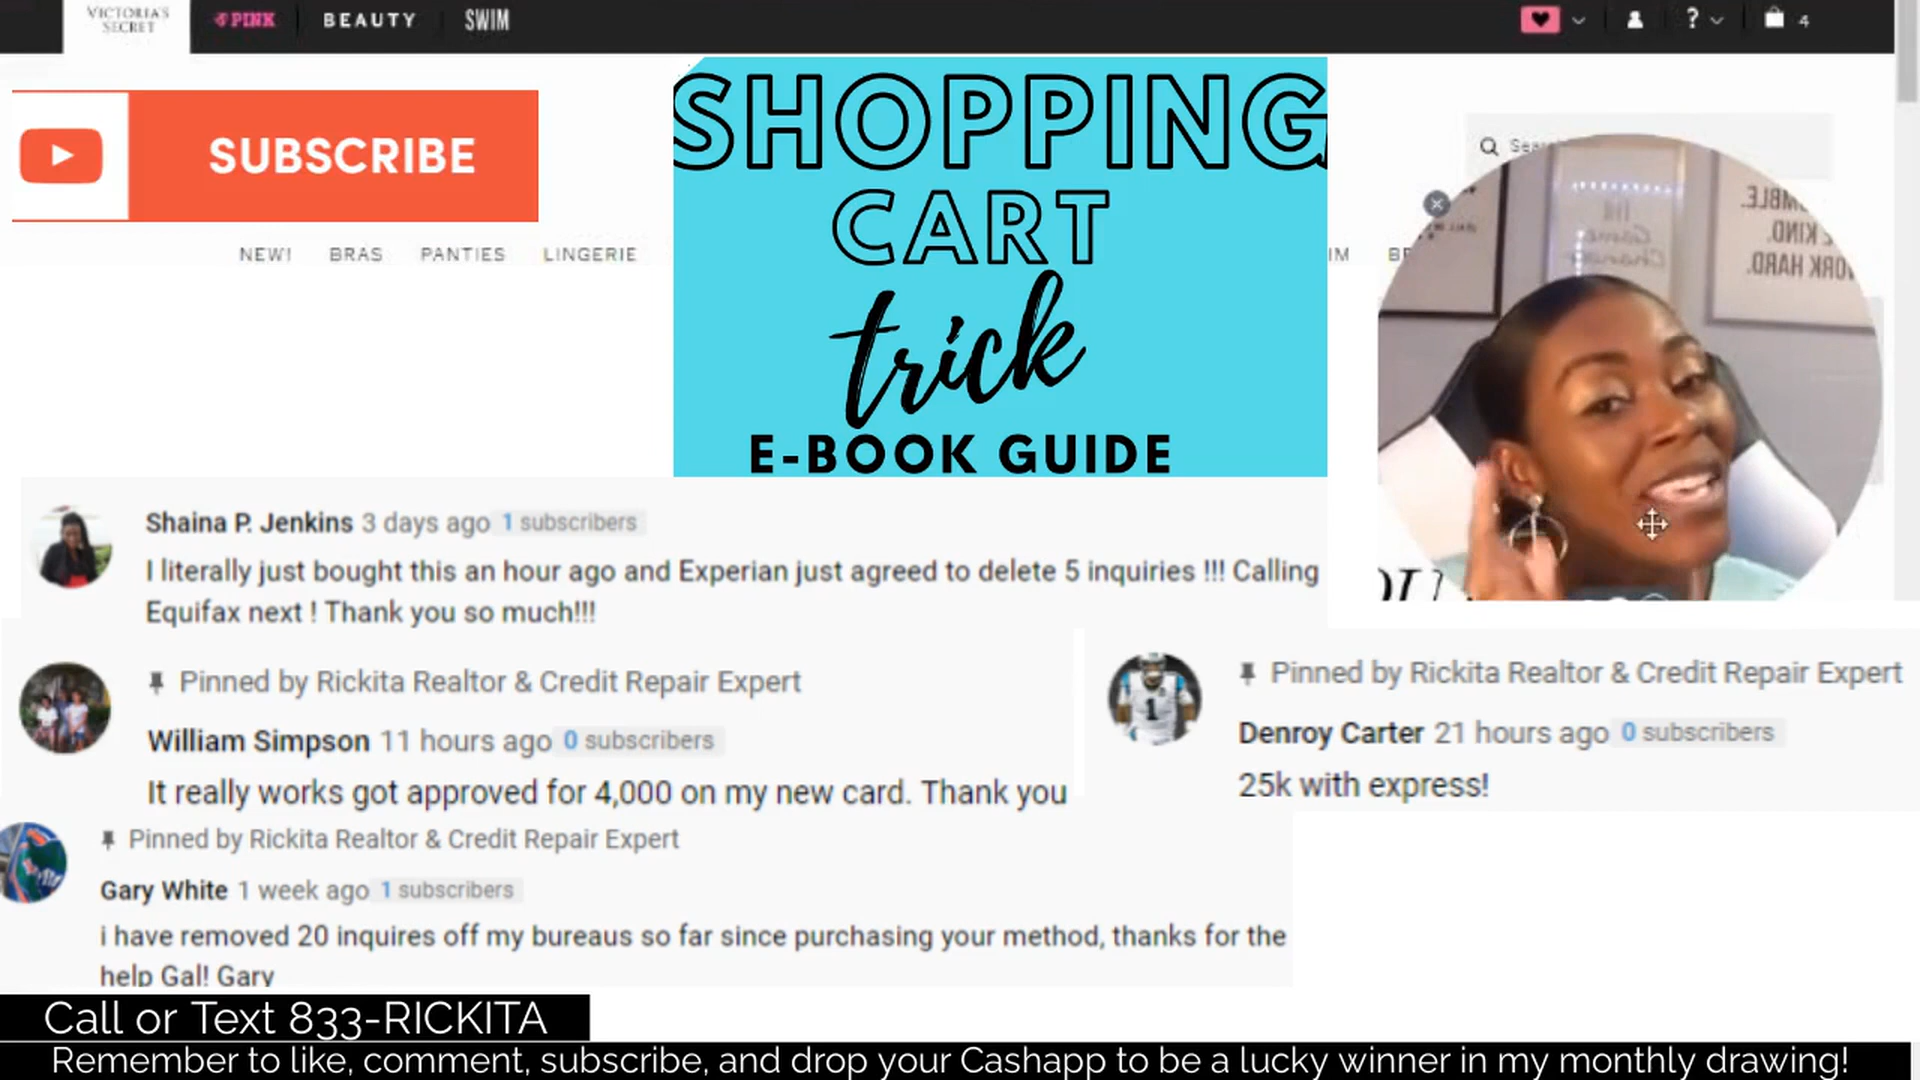 VICTORIA'S
SECRET
PINK
BEAUTY
SWIM
?
4
SUBSCRIBE
SHOPPING
CART
trick
E-BOOK GUIDE
NEW!
BRAS
PANTIES
LINGERIE
KIND.
HARD.
Shaina P. Jenkins 3 days ago 1 subscribers
I literally just bought this an hour ago and Experian just agreed to delete 5 inquiries !!! Calling
Equifax next ! Thank you so much!!!
Pinned by Rickita Realtor & Credit Repair Expert
William Simpson 11 hours ago 0 subscribers
It really works got approved for 4,000 on my new card. Thank you
Pinned by Rickita Realtor & Credit Repair Expert
Denroy Carter 21 hours ago 0 subscribers
25k with express!
Pinned by Rickita Realtor & Credit Repair Expert
Gary White 1 week ago 1 subscribers
i have removed 20 inquires off my bureaus so far since purchasing your method, thanks for the
help Gal! Gary
Call or Text 833-RICKITA
Remember to like, comment, subscribe, and drop your Cashapp to be a lucky winner in my monthly drawing!